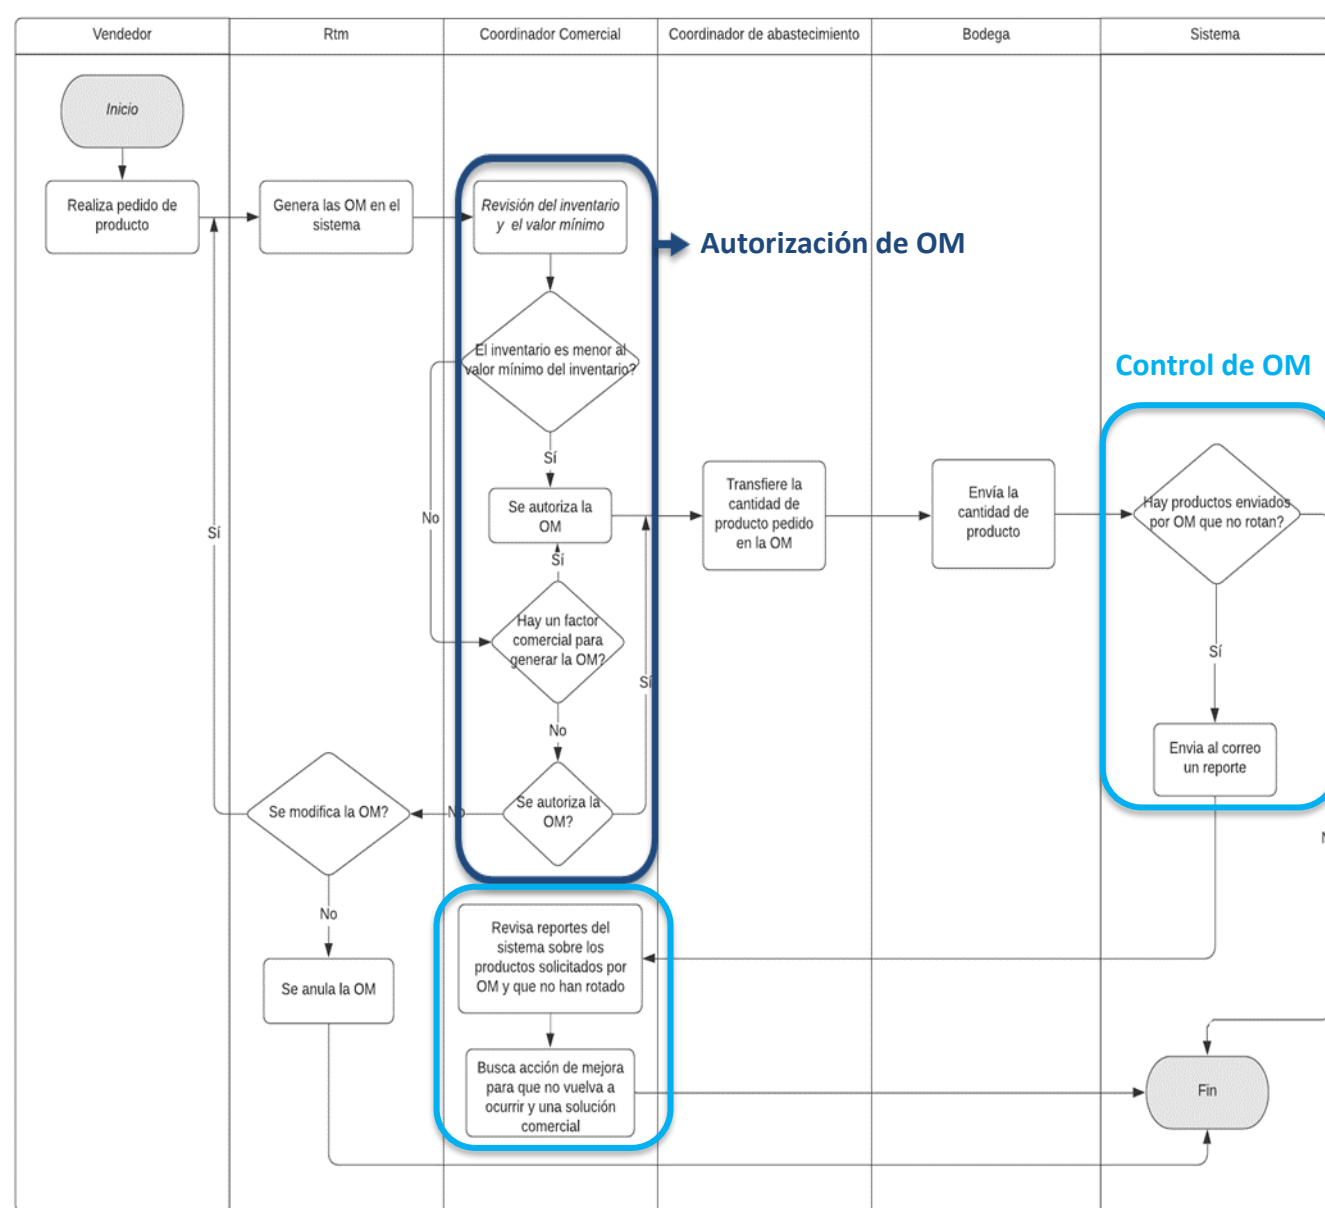 Vendedor
Rtm
Coordinador Comercial
Coordinador de abastecimiento
Bodega
Sistema
Inicio
Realiza pedido de
producto
Genera las OM en el
sistema
Revisión del inventario
y el valor mínimo
Autorización de OM
El inventario es menor al
valor mínimo del inventario?
Control de OM
Sí
Se autoriza la
OM
Transfiere la
cantidad de
producto pedido
en la OM
Envía la
cantidad de
producto
Hay productos enviados
por OM que no rotan?
No
Sí
Sí
Hay un factor
comercial para
generar la OM?
Sí
Sí
No
Envia al correo
un reporte
Se modifica la OM?
No
Se autoriza la
OM?
No
Revisa reportes del
sistema sobre los
productos solicitados por
OM y que no han rotado
Se anula la OM
Busca acción de mejora
para que no vuelva a
ocurrir y una solución
comercial
Fin